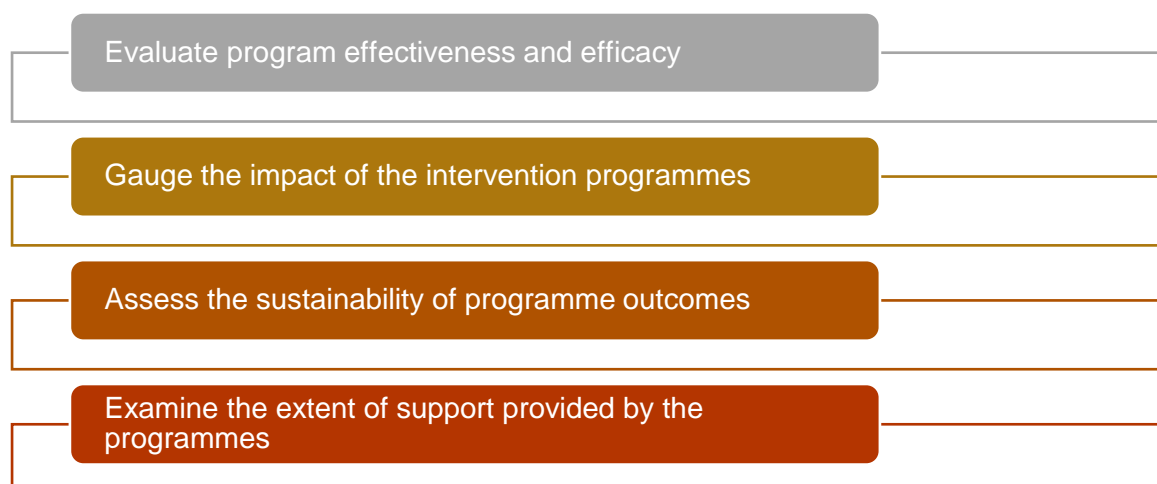 Evaluate program effectiveness and efficacy
Gauge the impact of the intervention programmes
Assess the sustainability of programme outcomes
Examine the extent of support provided by the
programmes